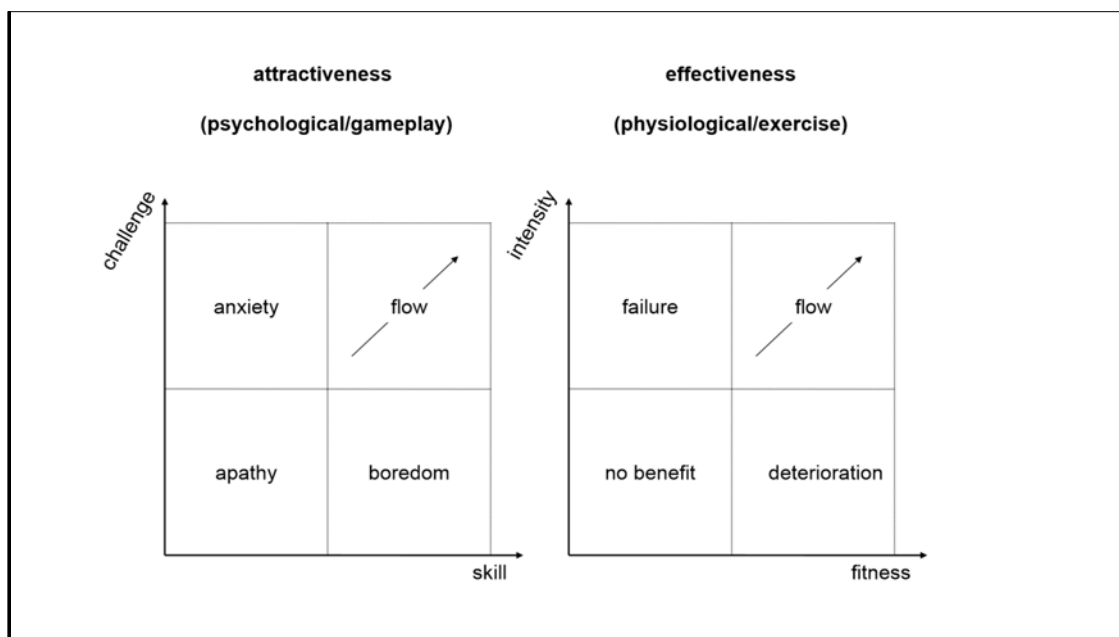 attractiveness
(psychological/gameplay)
challenge
anxiety
flow
apathy
boredom
skill
effectiveness
(physiological/exercise)
intensity
failure
flow
no benefit
deterioration
fitness